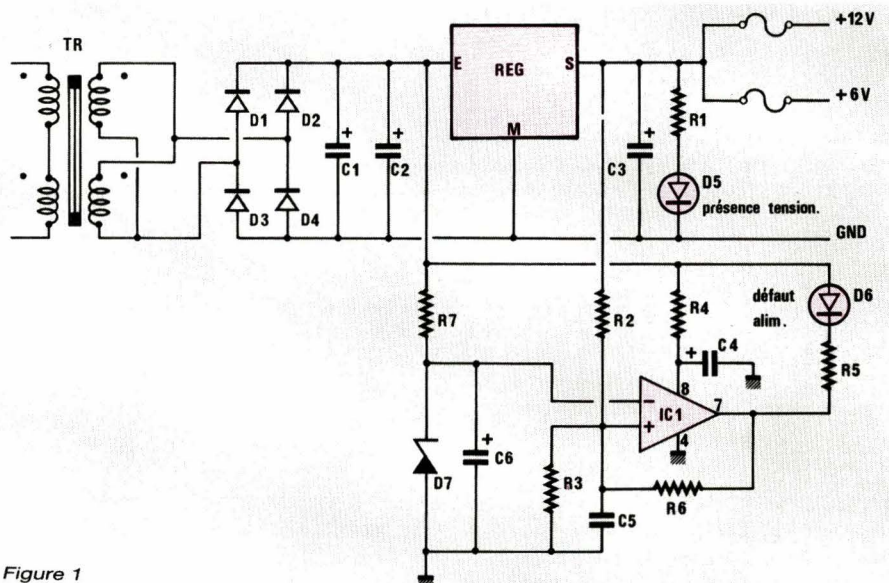 TR
D1
D2
D3
D4
+
C1
+
C2
E
REG
S
M
+
C3
R1
D5
présence tension.
+12V
+6V
GND
R7
R2
R4
défaut
alim.
D6
+
C4
8
-
IC1
+
7
4
R5
D7
+
C6
R3
C5
R6
Figure 1